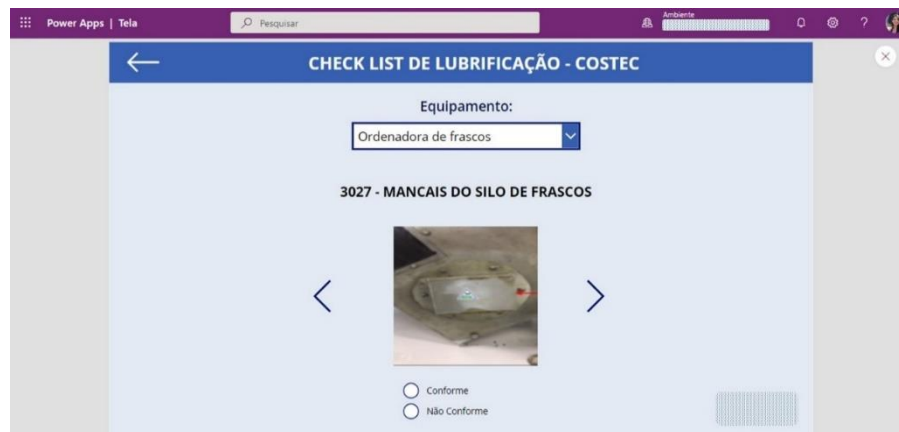 Power Apps | Tela
Pesquisar
Ambiente
?
CHECK LIST DE LUBRIFICAÇÃO - COSTEC
Equipamento:
Ordenadora de frascos
3027 - MANCAIS DO SILO DE FRASCOS
Conforme
Não Conforme